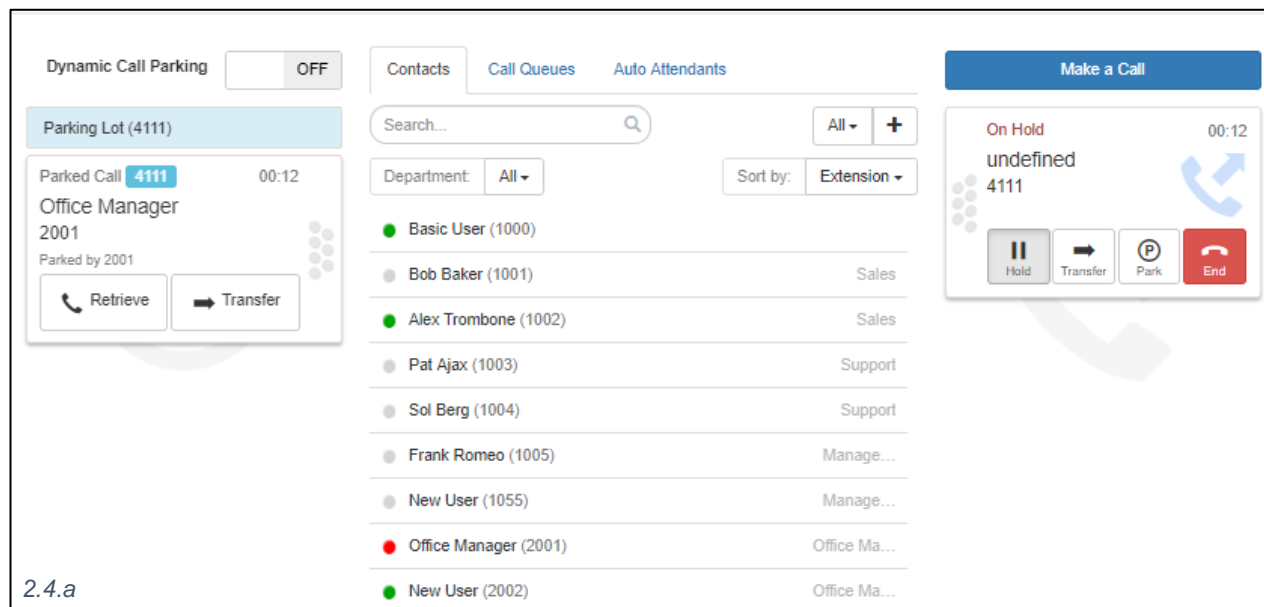 Dynamic Call Parking OFF
Parking Lot (4111)
Parked Call 4111 00:12
Office Manager
2001
Parked by 2001
Retrieve Transfer
Contacts Call Queues Auto Attendants
Search... All +
Department: All Sort by: Extension
Basic User (1000)
Bob Baker (1001) Sales
Alex Trombone (1002) Sales
Pat Ajax (1003) Support
Sol Berg (1004) Support
Frank Romeo (1005) Manage...
New User (1055) Manage...
Office Manager (2001) Office Ma...
New User (2002) Office Ma...
Make a Call
On Hold 00:12
undefined
4111
Hold Transfer P Park End
2.4.a